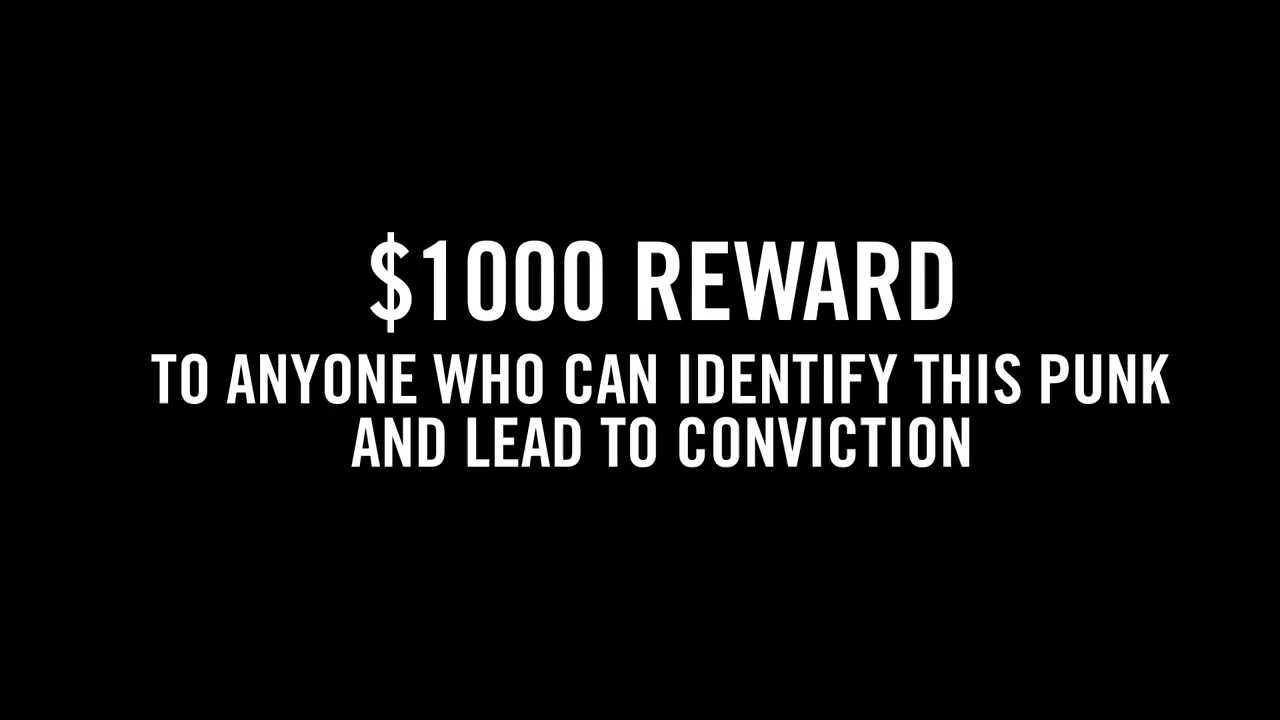 $1000 REWARD
TO ANYONE WHO CAN IDENTIFY THIS PUNK
AND LEAD TO CONVICTION